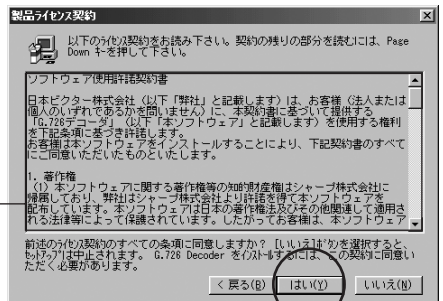 製品ライセンス契約
以下のライセンス契約をお読み下さい。契約の残りの部分を読むには、Page
Down キーを押して下さい。
ソフトウェア使用許諾契約書
日本ビクター株式会社（以下「弊社」と記載します）は、お客様（法人または
個人のいずれであるかを問いません）に、本契約書に基づいて提供する
「G.726デコーダ」（以下「本ソフトウェア」と記載します）を使用する権利
を下記条項に基づき許諾します。
お客様は本ソフトウェアをインストールすることにより、下記契約書のすべて
にご同意いただいたものといたします。
1. 著作権
（1）本ソフトウェアに関する著作権等の知的財産権はシャープ株式会社に
帰属しており、弊社はシャープ株式会社より許諾を得て本ソフトウェアを
配布しています。本ソフトウェアは日本の著作権法及びその他関連して適用さ
れる法律等によって保護されています。したがってお客様は、本ソフトウェア
前述のライセンス契約のすべての条項に同意しますか? [いいえ]ボタンを選択すると、
セットアップは中止されます。 G.726 Decoder をインストールするには、この契約に同意い
ただく必要があります。
< 戻る(B)
はい(Y)
いいえ(N)